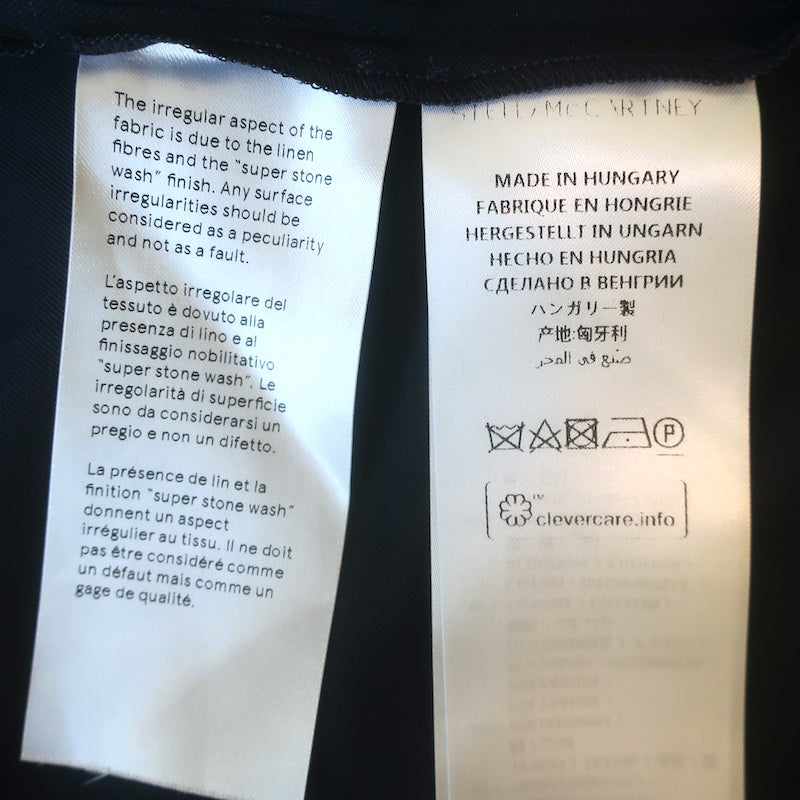 The irregular aspect of the
fabric is due to the linen
fibres and the "super stone
wash" finish. Any surface
irregularities should be
considered as a peculiarity
and not as a fault.
L'aspetto irregolare del
tessuto è dovuto alla
presenza di lino e al
finissaggio nobilitativo
"super stone wash". Le
irregolarità di superficie
sono da considerarsi un
pregio e non un difetto.
La présence de lin et la
finition "super stone wash"
donnent un aspect
irrégulier au tissu. Il ne doit
pas être considéré comme
un défaut mais comme un
gage de qualité.
STELLA McCARTNEY
MADE IN HUNGARY
FABRIQUE EN HONGRIE
HERGESTELLT IN UNGARN
HECHO EN HUNGRIA
СДЕЛАНО В ВЕНГРИИ
ハンガリー製
产地:匈牙利
صنع في المجر
P
TM
clevercare.info